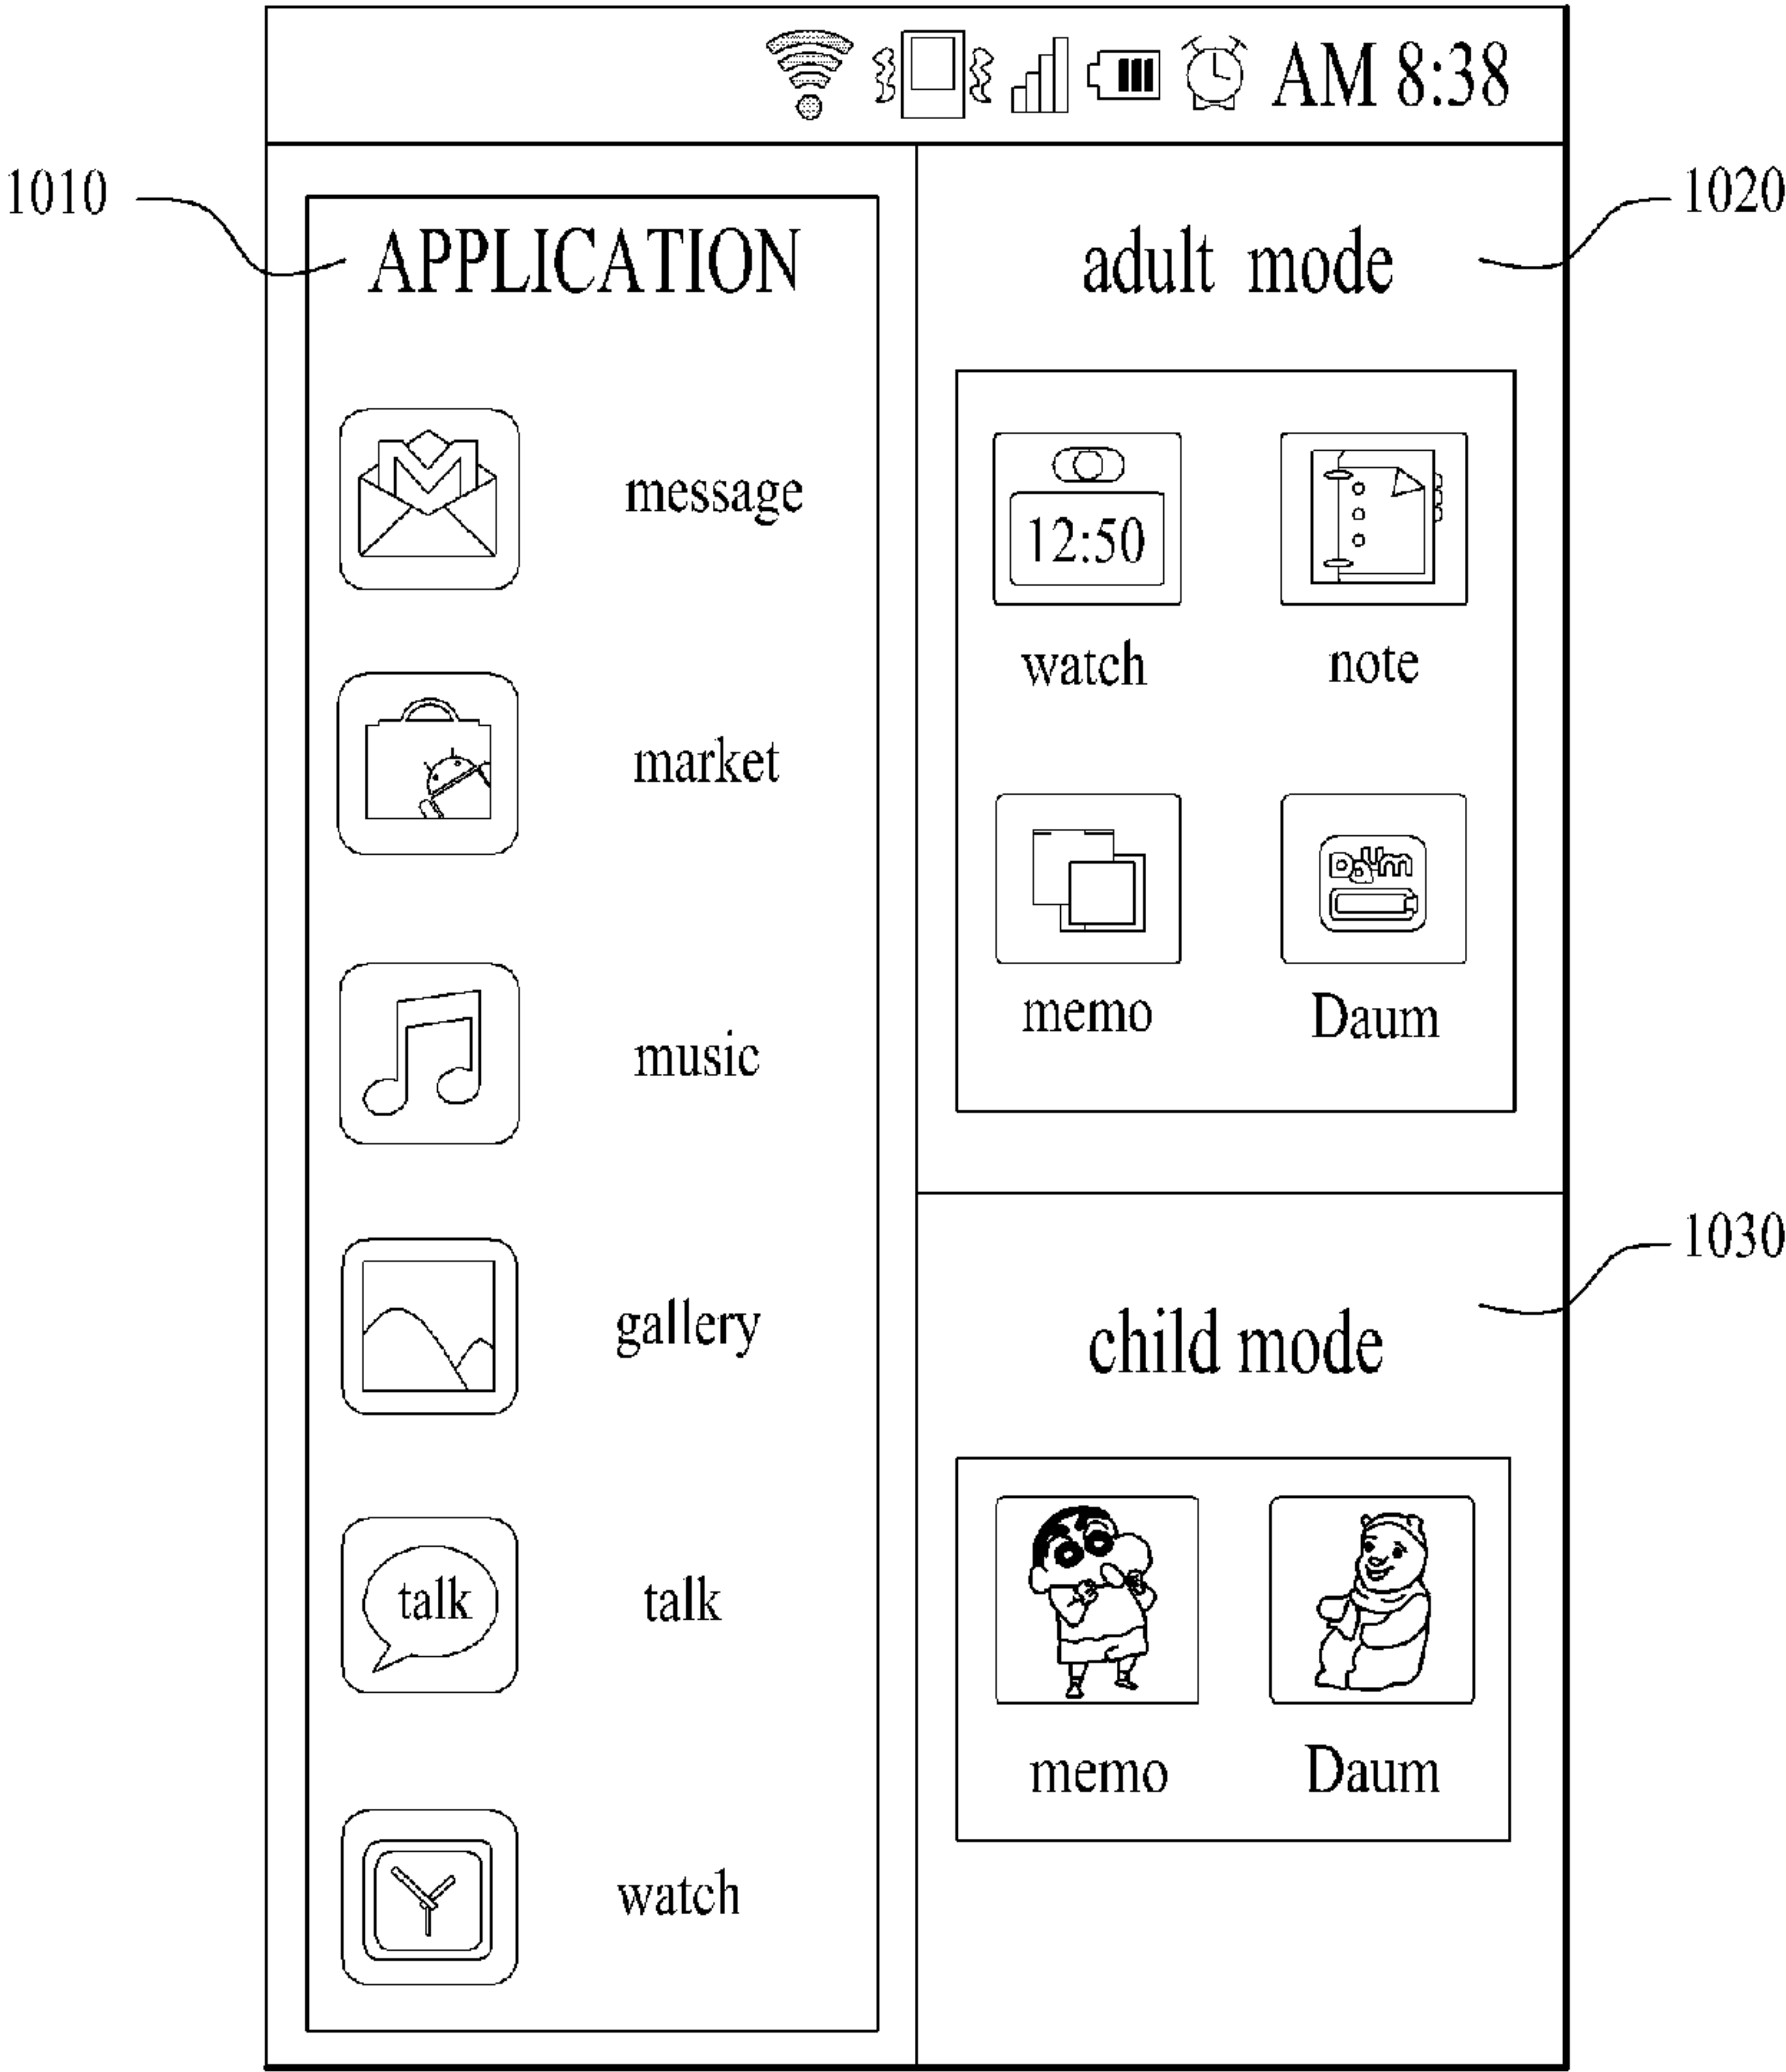 AM 8:38
1010
APPLICATION
message
market
music
gallery
talk
talk
watch
1020
adult mode
12:50
watch
note
memo
Daum
Daum
1030
child mode
memo
Daum